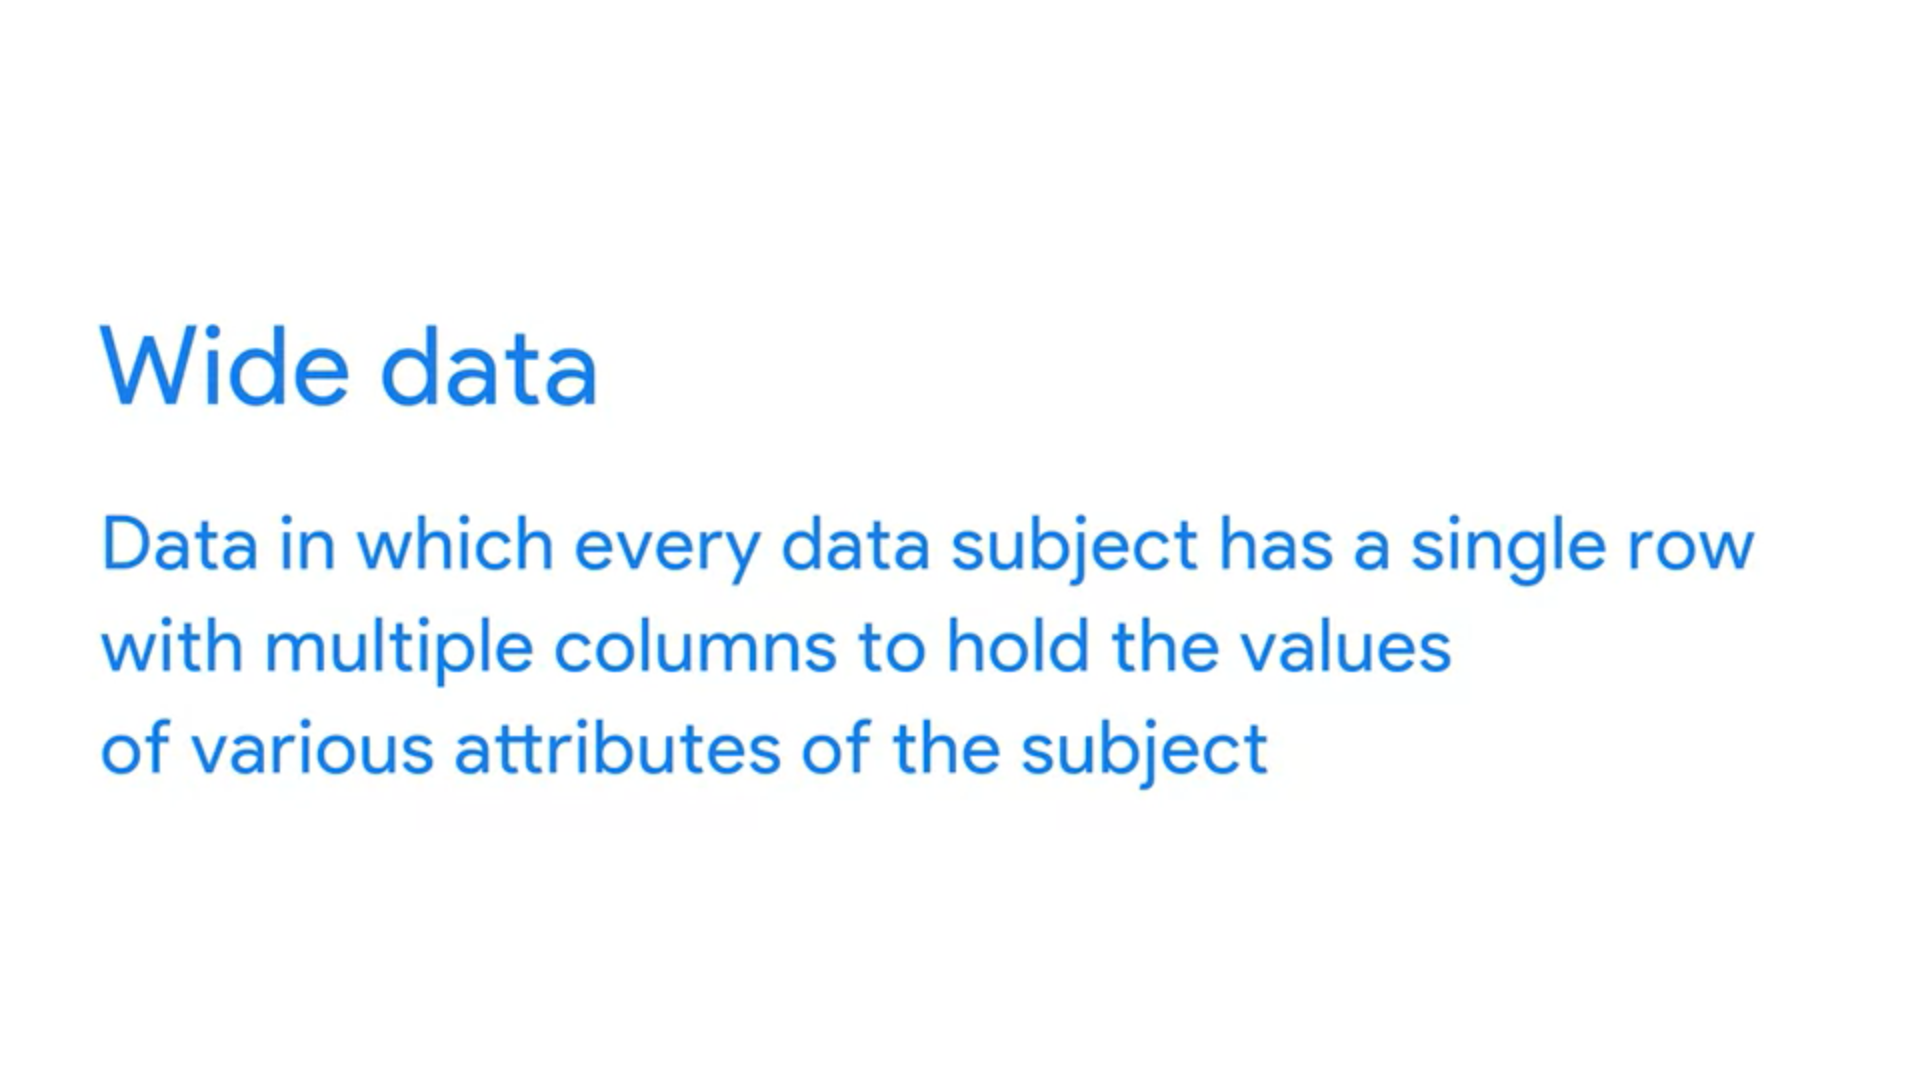 Wide data
Data in which every data subject has a single row
with multiple columns to hold the values
of various attributes of the subject